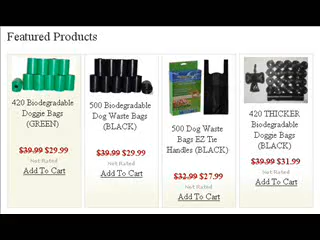 Featured Products
420 Biodegradable
Doggie Bags
(GREEN)
$39.99 $29.99
Not Rated
Add To Cart
500 Biodegradable
Dog Waste Bags
(BLACK)
$39.99 $29.99
Not Rated
Add To Cart
500 Dog Waste
Bags EZ Tie
Handles (BLACK)
$32.99 $27.99
Not Rated
Add To Cart
420 THICKER
Biodegradable
Doggie Bags
(BLACK)
$39.99 $31.99
Not Rated
Add To Cart